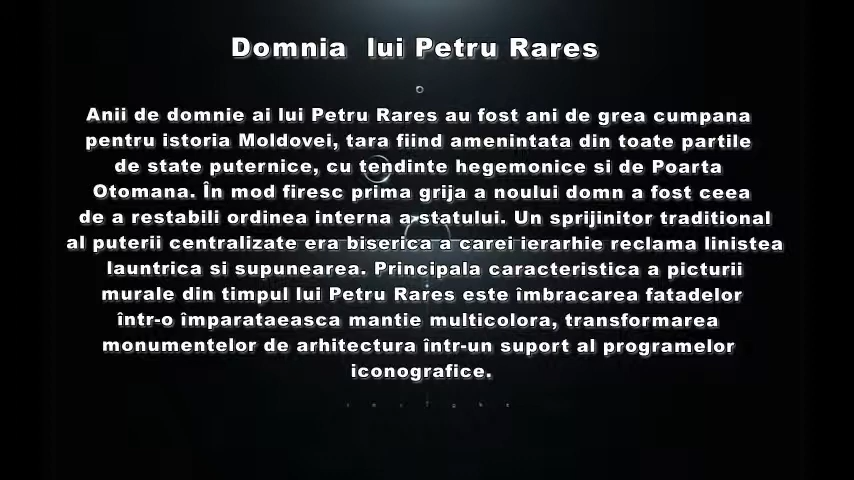 Domnia lui Petru Rares
Anii de domnie ai lui Petru Rares au fost ani de grea cumpana
pentru istoria Moldovei, tara fiind amenintata din toate partile
de state puternice, cu tendinte hegemonice si de Poarta
Otomana. În mod firesc prima grija a noului domn a fost ceea
de a restabili ordinea interna a statului. Un sprijinitor traditional
al puterii centralizate era biserica a carei ierarhie reclama linistea
launtrica si supunearea. Principala caracteristica a picturii
murale din timpul lui Petru Rares este îmbracarea fatadelor
într-o împarataeasca mantie multicolora, transformarea
monumentelor de arhitectura într-un suport al programelor
iconografice.